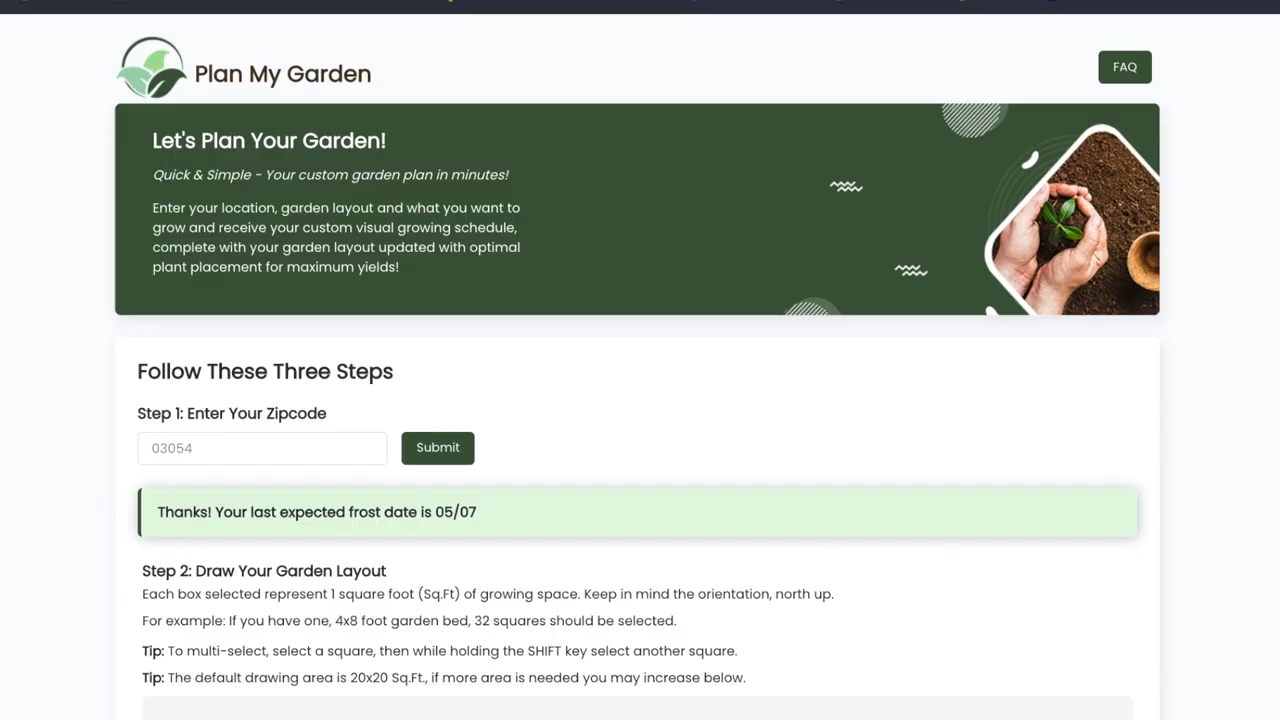 Plan My Garden
FAQ
Let's Plan Your Garden!
Quick & Simple - Your custom garden plan in minutes!
Enter your location, garden layout and what you want to
grow and receive your custom visual growing schedule,
complete with your garden layout updated with optimal
plant placement for maximum yields!
Follow These Three Steps
Step 1: Enter Your Zipcode
03054
Submit
Thanks! Your last expected frost date is 05/07
Step 2: Draw Your Garden Layout
Each box selected represent 1 square foot (Sq.Ft) of growing space. Keep in mind the orientation, north up.
For example: If you have one, 4x8 foot garden bed, 32 squares should be selected.
Tip: To multi-select, select a square, then while holding the SHIFT key select another square.
Tip: The default drawing area is 20x20 Sq.Ft., if more area is needed you may increase below.